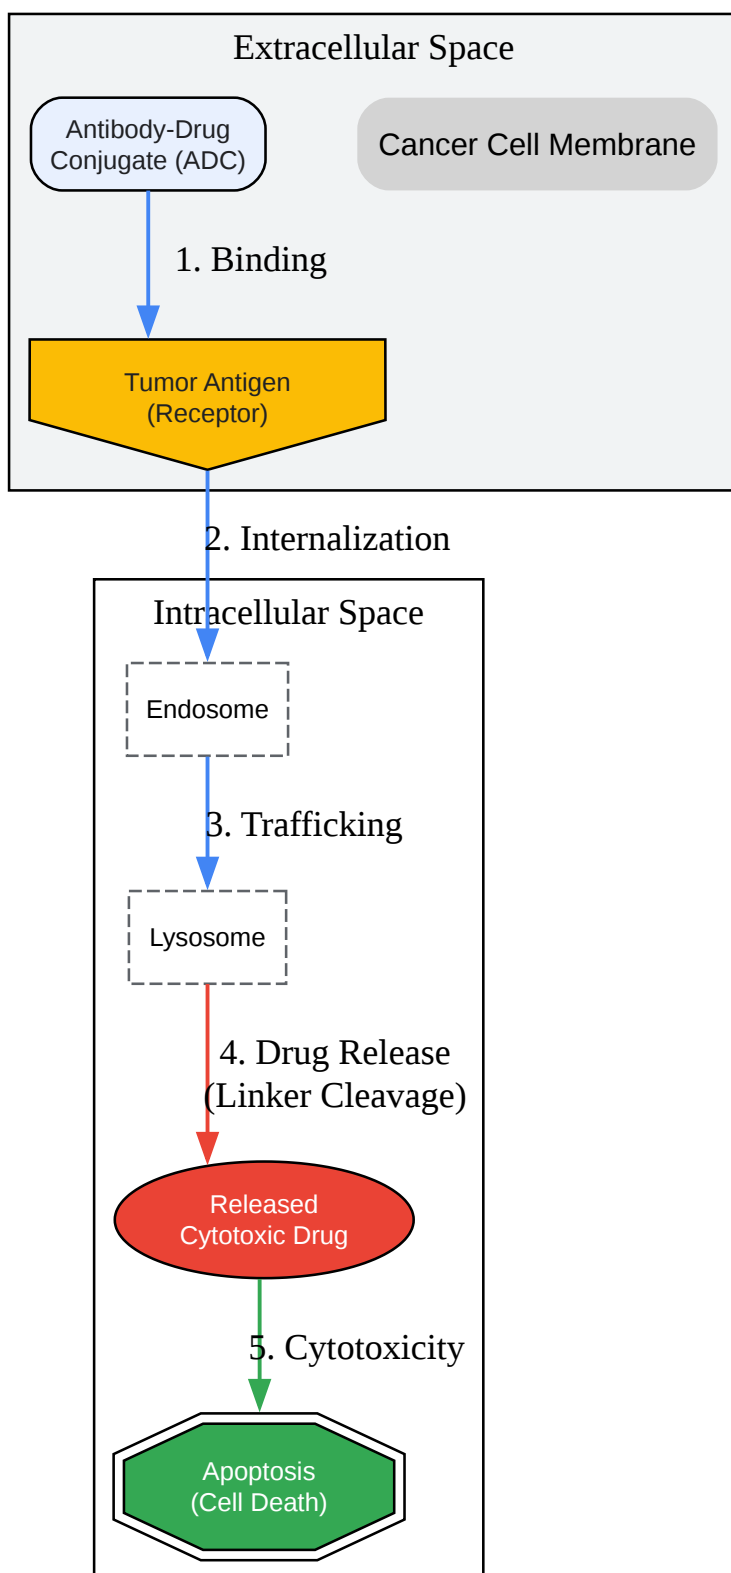 Extracellular Space
Antibody-Drug
Conjugate (ADC)
Cancer Cell Membrane
1. Binding
Tumor Antigen
(Receptor)
2. Internalization
Intracellular Space
Endosome
3. Trafficking
Lysosome
4. Drug Release
(Linker Cleavage)
Released
Cytotoxic Drug
5. Cytotoxicity
Apoptosis
(Cell Death)